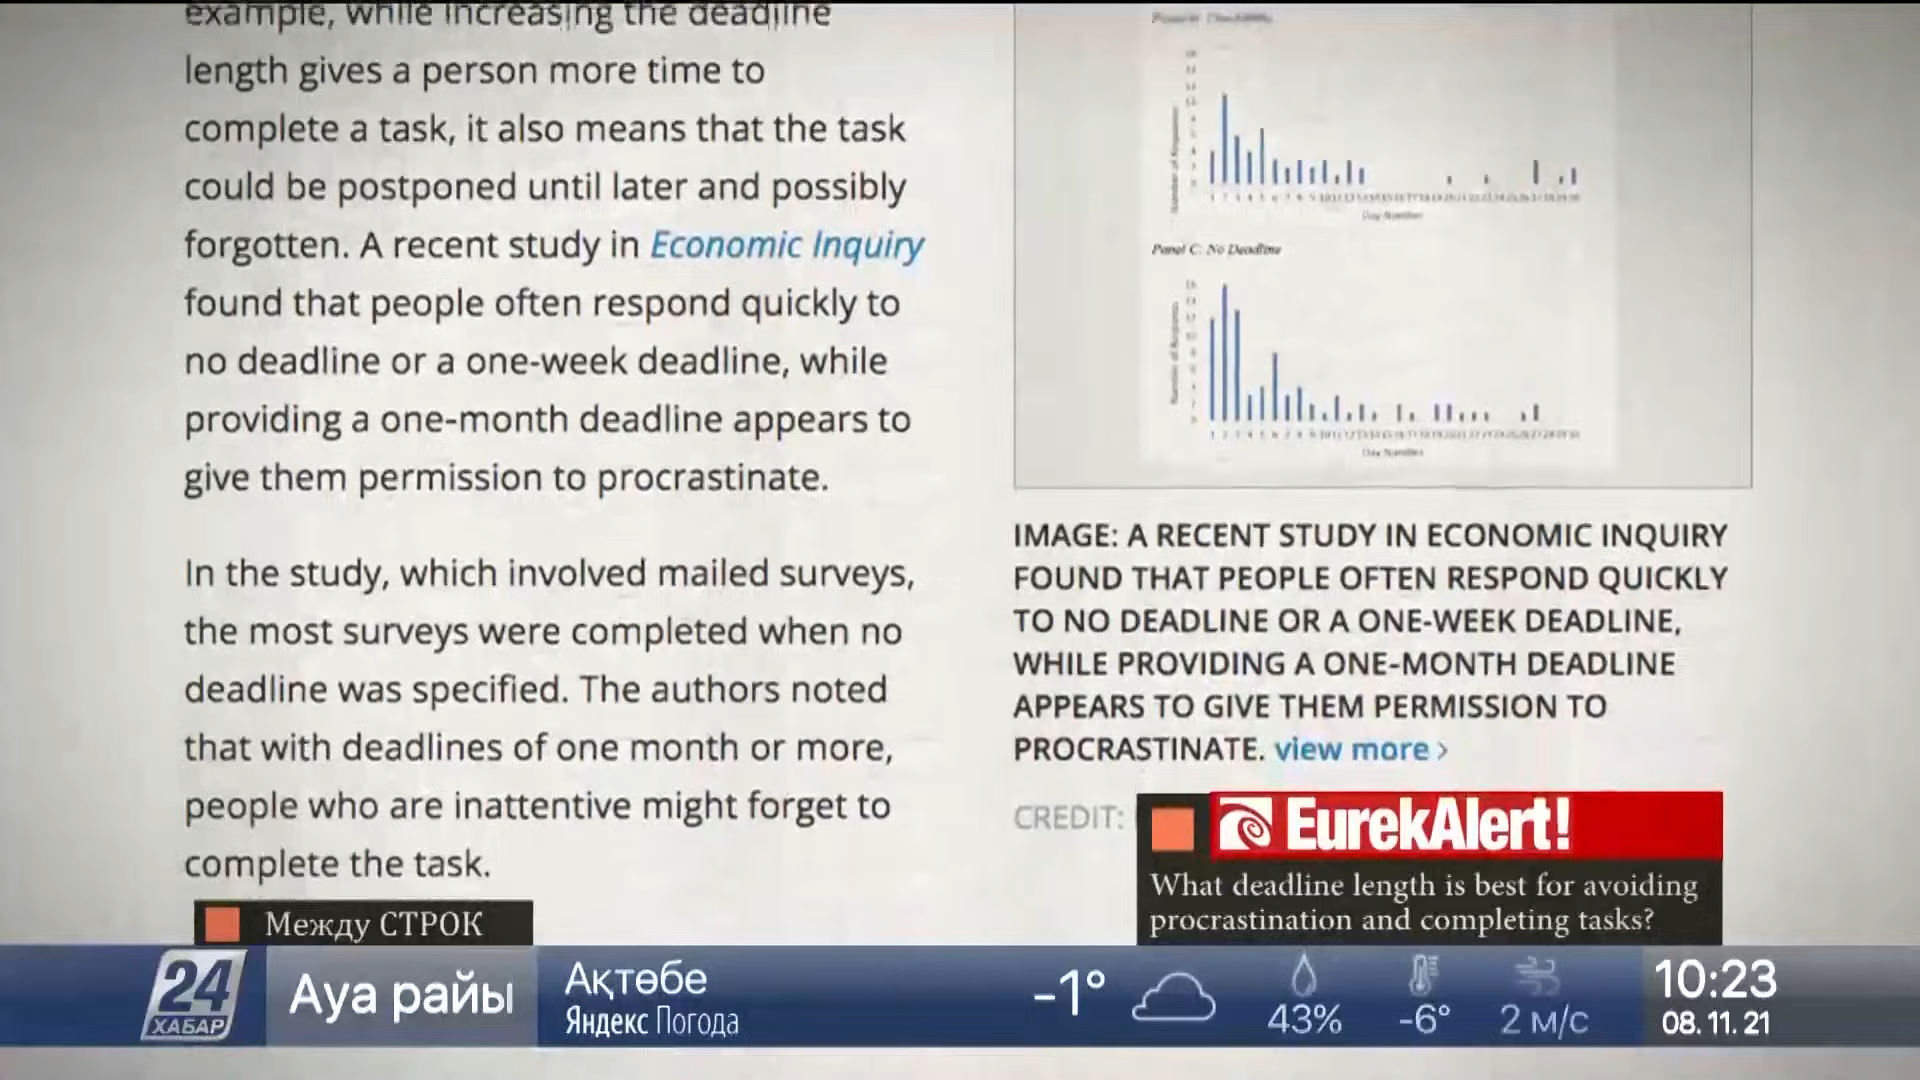 example, while increasing the deadline
length gives a person more time to
complete a task, it also means that the task
could be postponed until later and possibly
forgotten. A recent study in Economic Inquiry
found that people often respond quickly to
no deadline or a one-week deadline, while
providing a one-month deadline appears to
give them permission to procrastinate.
In the study, which involved mailed surveys,
the most surveys were completed when no
deadline was specified. The authors noted
that with deadlines of one month or more,
people who are inattentive might forget to
complete the task.
Day Number
Panel C: No Deadline
Day Number
IMAGE: A RECENT STUDY IN ECONOMIC INQUIRY
FOUND THAT PEOPLE OFTEN RESPOND QUICKLY
TO NO DEADLINE OR A ONE-WEEK DEADLINE,
WHILE PROVIDING A ONE-MONTH DEADLINE
APPEARS TO GIVE THEM PERMISSION TO
PROCRASTINATE. view more >
CREDIT:
EurekAlert!
What deadline length is best for avoiding
procrastination and completing tasks?
Между СТРОК
24
ХАБАР
Ауа райы
Ақтөбе
Яндекс Погода
-1°
43%
-6°
2 м/с
10:23
08.11.21